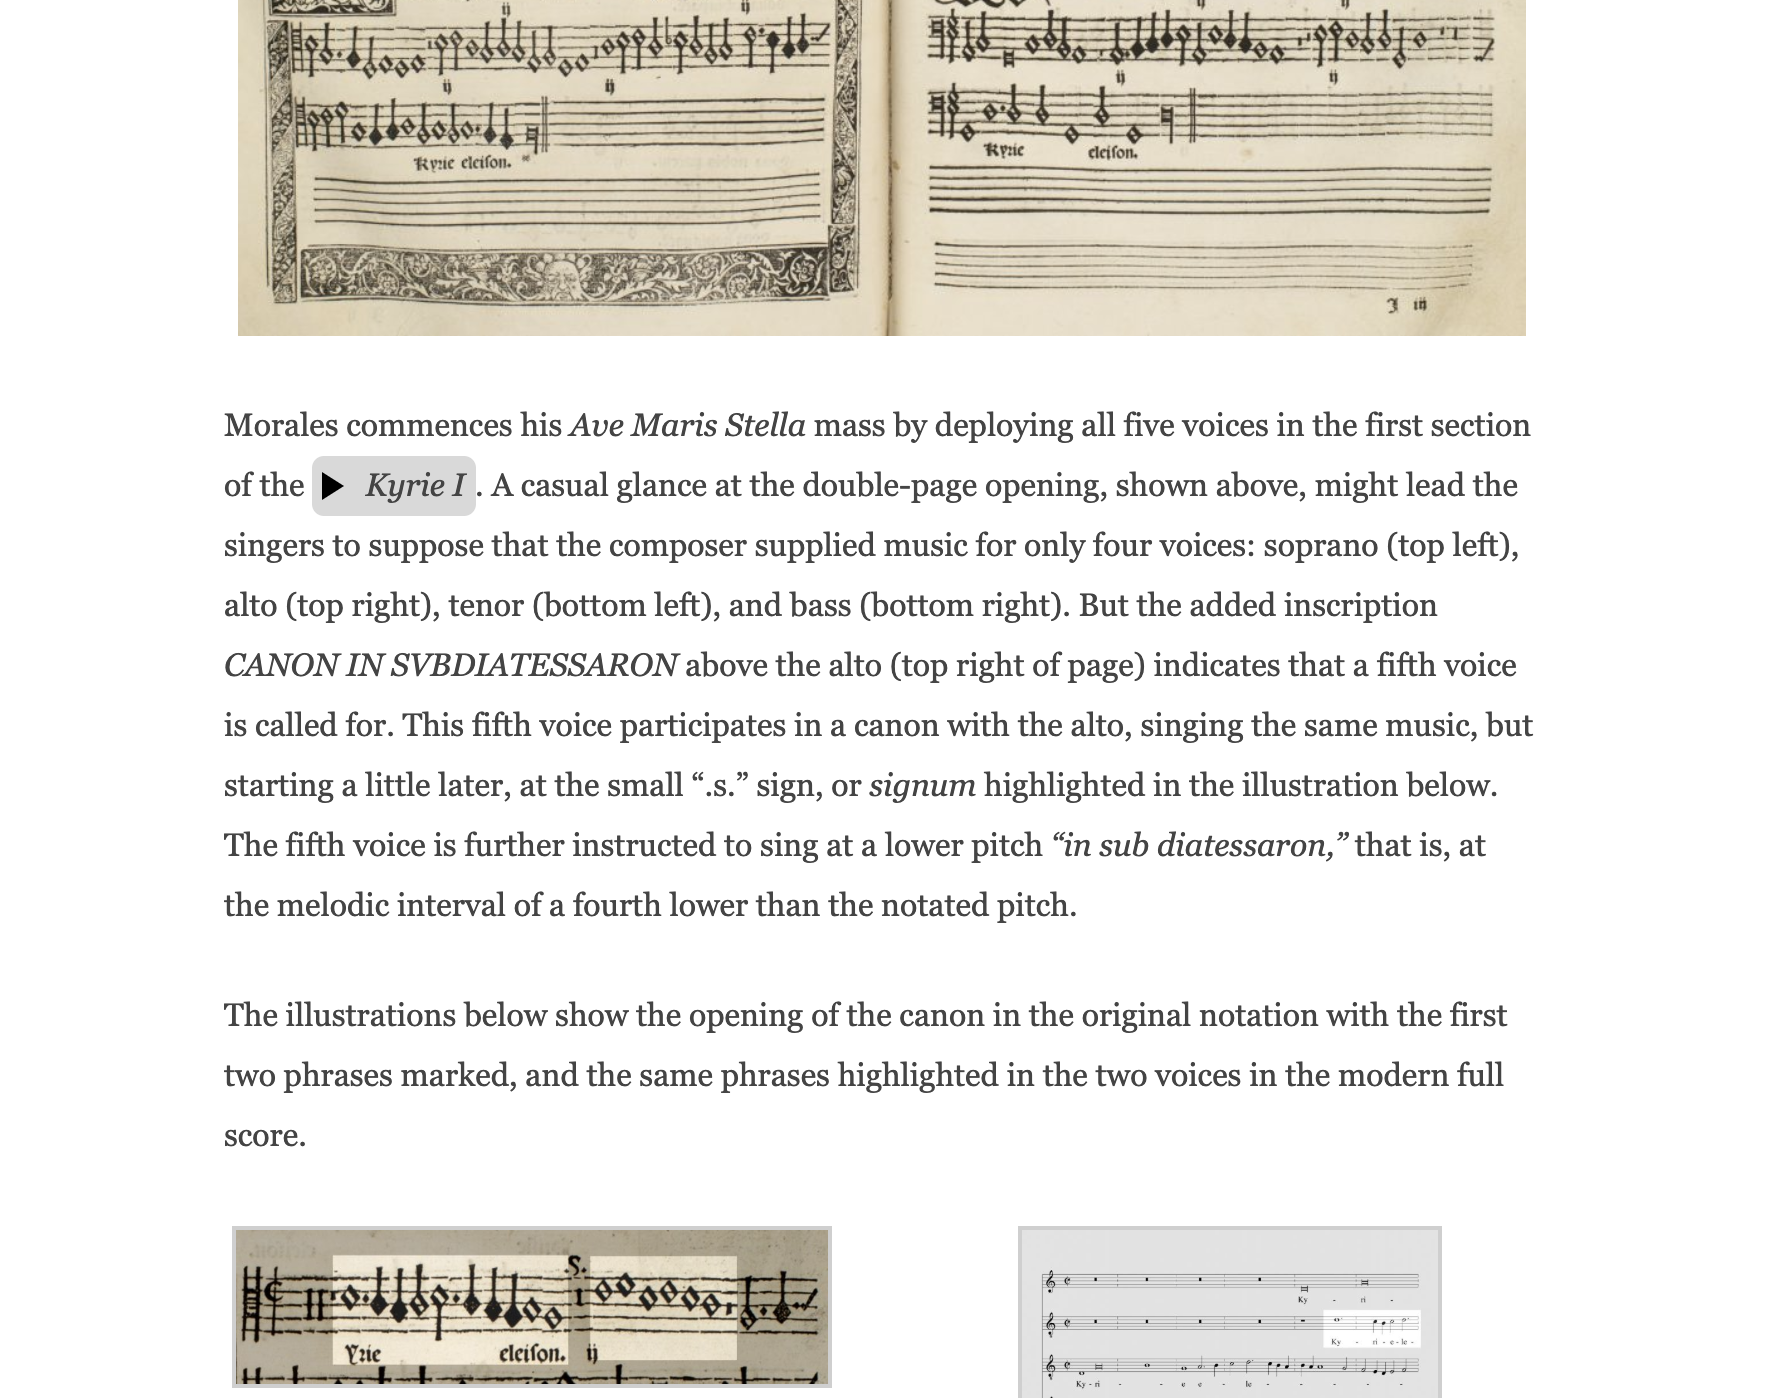 ij ij ij ij
ij ij ij ij
Kyrie eleison. Kyrie eleison.
J iij
Morales commences his Ave Maris Stella mass by deploying all five voices in the first section
of the ▶ Kyrie I . A casual glance at the double-page opening, shown above, might lead the
singers to suppose that the composer supplied music for only four voices: soprano (top left),
alto (top right), tenor (bottom left), and bass (bottom right). But the added inscription
CANON IN SVBDIATESSARON above the alto (top right of page) indicates that a fifth voice
is called for. This fifth voice participates in a canon with the alto, singing the same music, but
starting a little later, at the small “.s.” sign, or signum highlighted in the illustration below.
The fifth voice is further instructed to sing at a lower pitch “in sub diatessaron,” that is, at
the melodic interval of a fourth lower than the notated pitch.
The illustrations below show the opening of the canon in the original notation with the first
two phrases marked, and the same phrases highlighted in the two voices in the modern full
score.
.S.
Yrie eleison. ij
Ky - ri -
Ky - ri - e - le -
Ky - ri - e e - le - - - - -